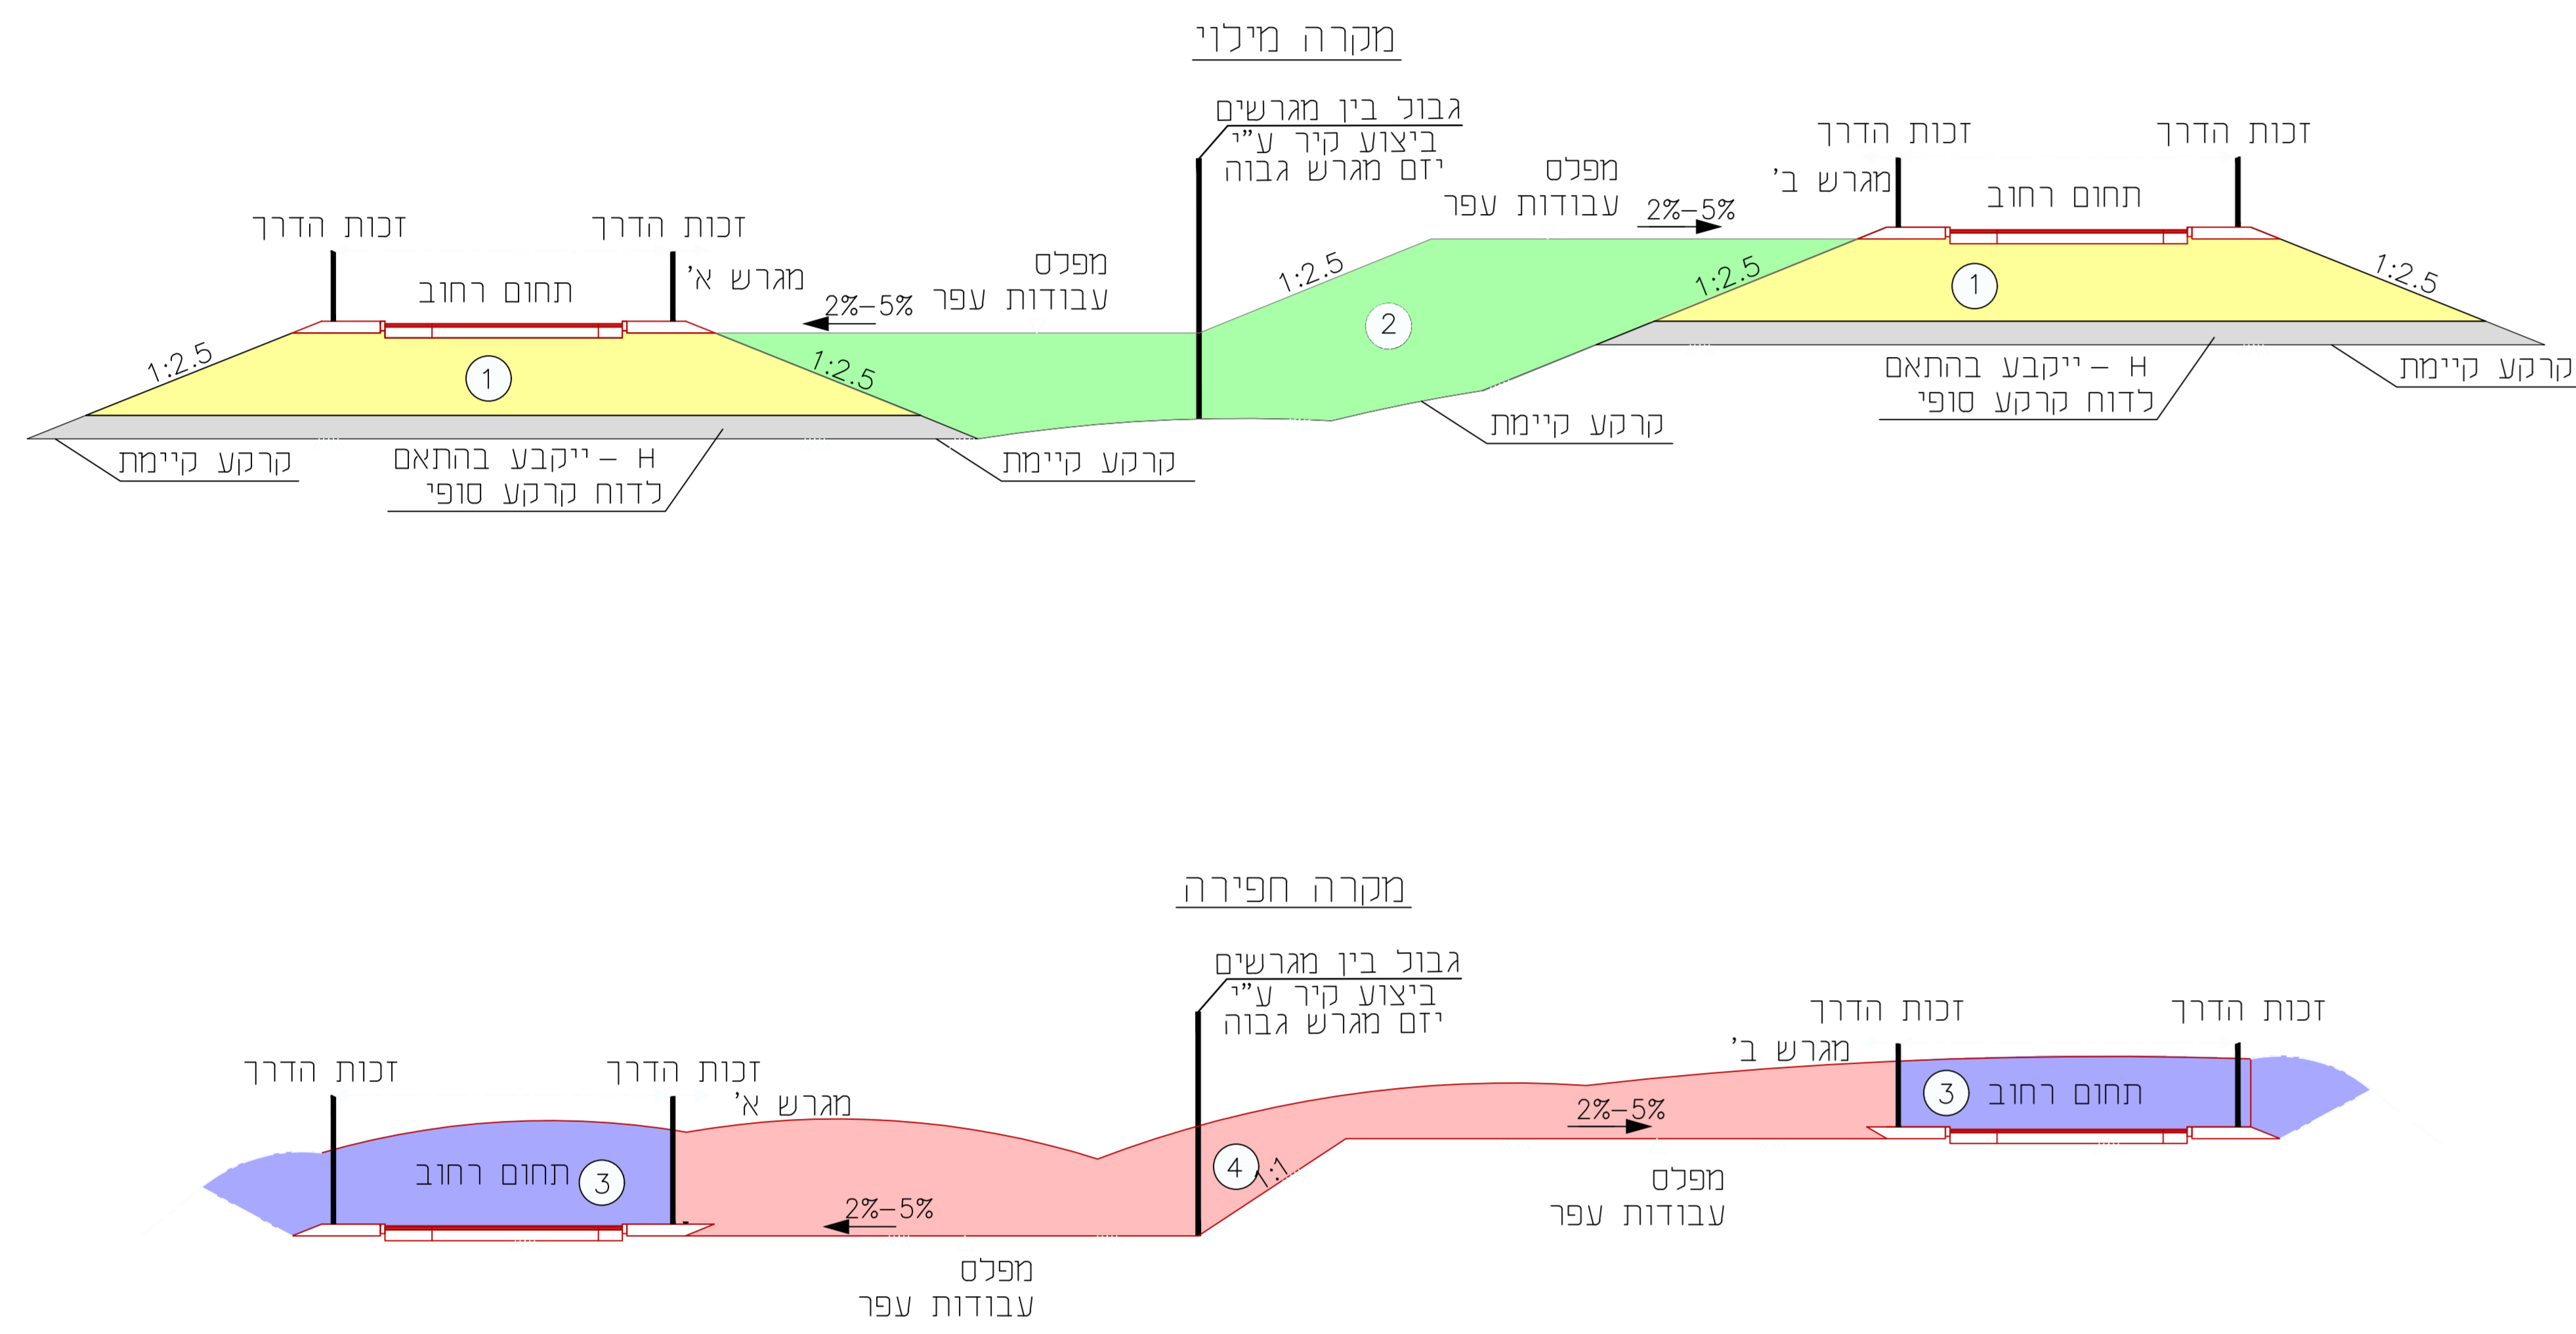 מקרה מילוי
גבול בין מגרשים
ביצוע קיר ע"י
יזם מגרש גבוה
זכות הדרך
זכות הדרך
מגרש ב'
תחום רחוב
מפלס
עבודות עפר
2%-5%
1:2.5
1:2.5
1:2.5
1
2
H - ייקבע בהתאם
לדוח קרקע סופי
קרקע קיימת
קרקע קיימת
זכות הדרך
זכות הדרך
מגרש א'
תחום רחוב
מפלס
עבודות עפר
2%-5%
1:2.5
1:2.5
1
H - ייקבע בהתאם
לדוח קרקע סופי
קרקע קיימת
קרקע קיימת
מקרה חפירה
גבול בין מגרשים
ביצוע קיר ע"י
יזם מגרש גבוה
זכות הדרך
זכות הדרך
מגרש ב'
תחום רחוב
3
2%-5%
מפלס
עבודות עפר
4
1:1
זכות הדרך
זכות הדרך
מגרש א'
תחום רחוב
3
2%-5%
מפלס
עבודות עפר